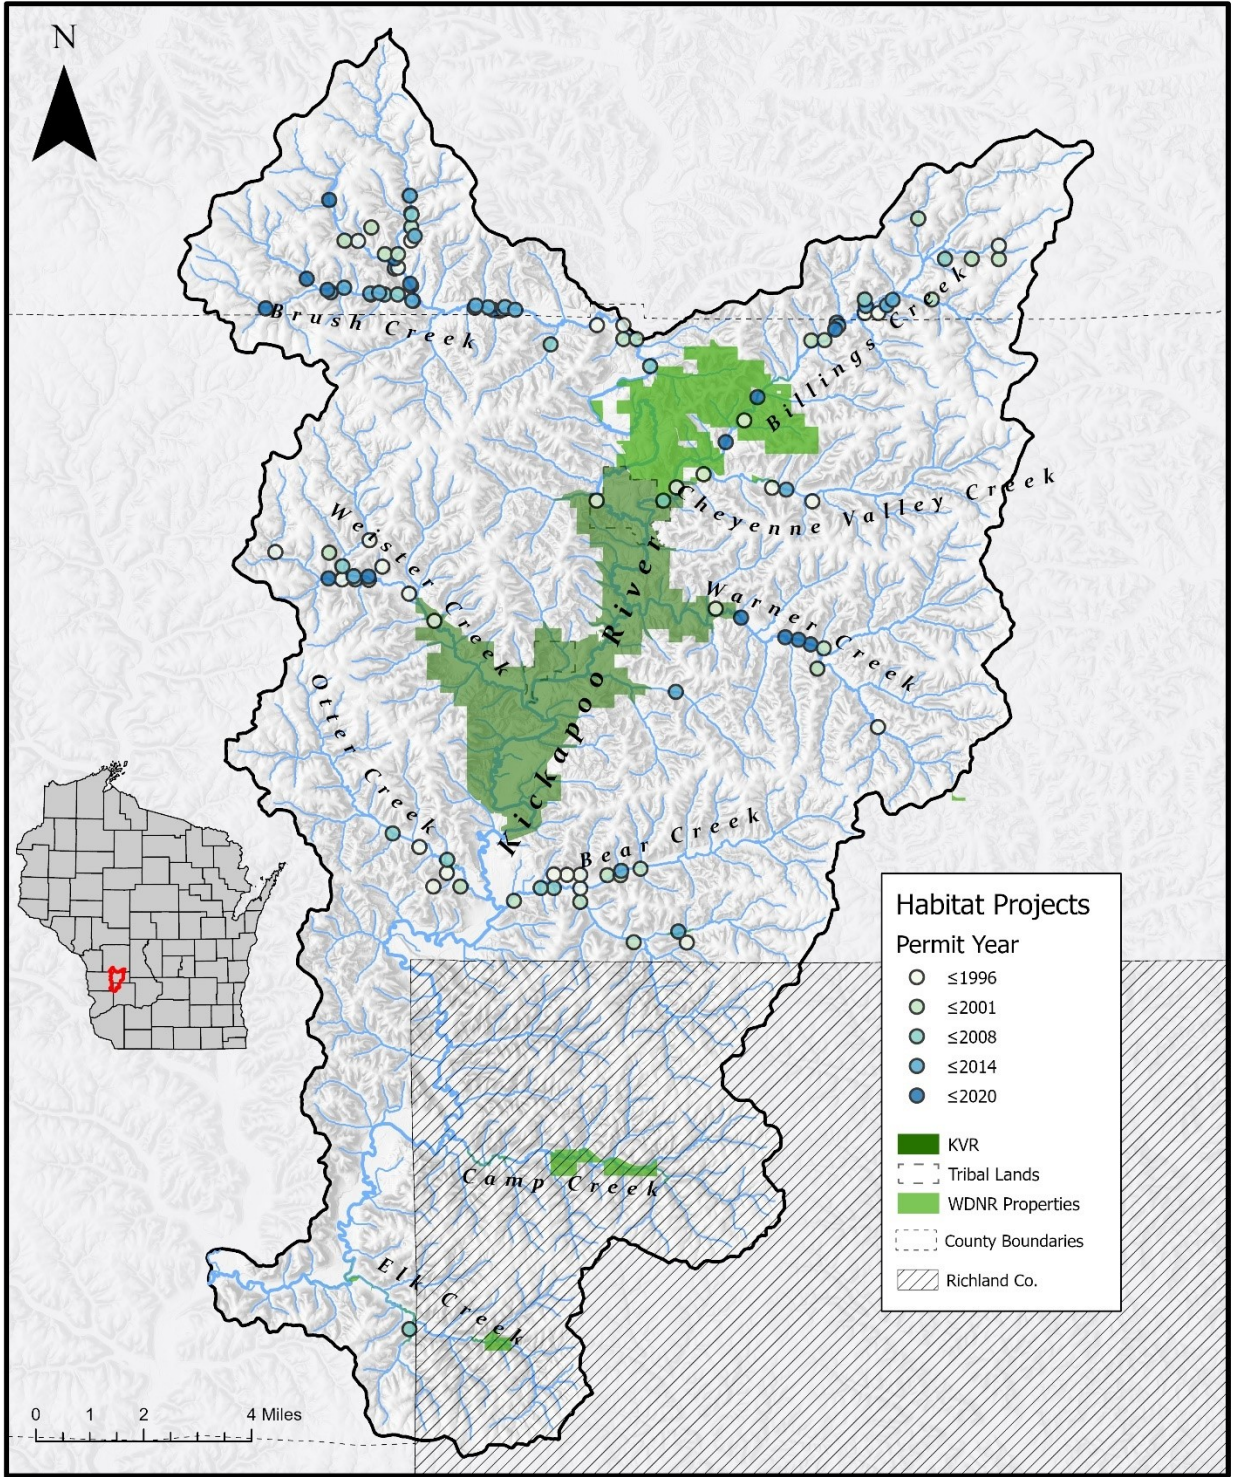 N
Brush Creek
Billings Creek
Cheyenne Valley Creek
Weister Creek
Warner Creek
Kickapoo River
Otter Creek
Bear Creek
Habitat Projects
Permit Year
≤1996
≤2001
≤2008
≤2014
≤2020
KVR
Tribal Lands
WDNR Properties
County Boundaries
Richland Co.
Camp Creek
Elk Creek
0 1 2 4 Miles